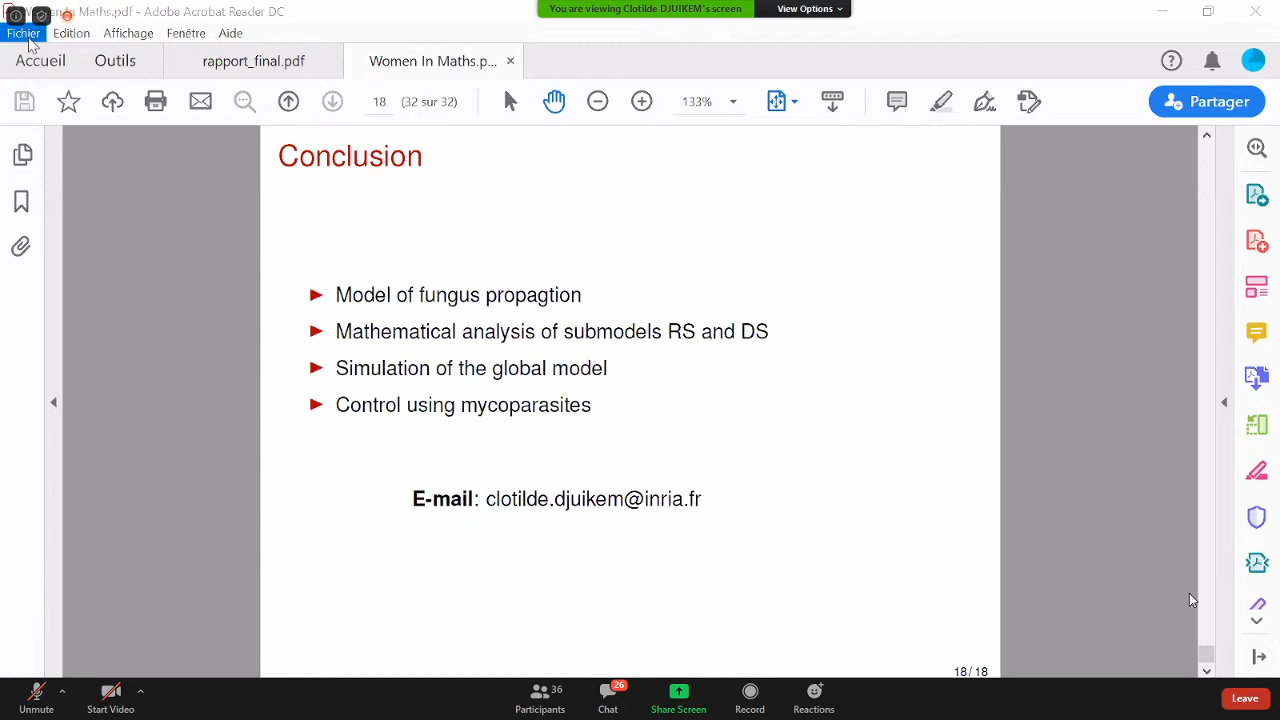 In Maths.pdf - Adobe Acrobat Reader DC
You are viewing Clotilde DJUIKEM's screen
View Options
Fichier Edition Affichage Fenêtre Aide
Accueil Outils rapport_final.pdf Women In Maths.p...
18 (32 sur 32) 133% Partager
Conclusion
Model of fungus propagtion
Mathematical analysis of submodels RS and DS
Simulation of the global model
Control using mycoparasites
E-mail: clotilde.djuikem@inria.fr
18/18
26
36
Unmute Start Video Participants Chat Share Screen Record Reactions Leave